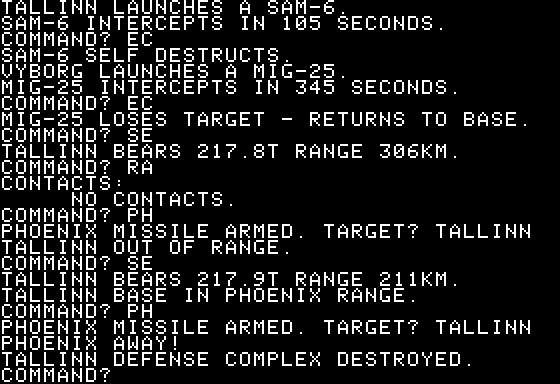 TALLINN LAUNCHES A SAM-6.
SAM-6 INTERCEPTS IN 105 SECONDS.
COMMAND? EC
SAM-6 SELF DESTRUCTS.
VYBORG LAUNCHES A MIG-25.
MIG-25 INTERCEPTS IN 345 SECONDS.
COMMAND? EC
MIG-25 LOSES TARGET - RETURNS TO BASE.
COMMAND? SE
TALLINN BEARS 217.8T RANGE 306KM.
COMMAND? RA
CONTACTS:
NO CONTACTS.
COMMAND? PH
PHOENIX MISSILE ARMED. TARGET? TALLINN
TALLINN OUT OF RANGE.
COMMAND? SE
TALLINN BEARS 217.9T RANGE 211KM.
TALLINN BASE IN PHOENIX RANGE.
COMMAND? PH
PHOENIX MISSILE ARMED. TARGET? TALLINN
PHOENIX AWAY!
TALLINN DEFENSE COMPLEX DESTROYED.
COMMAND?